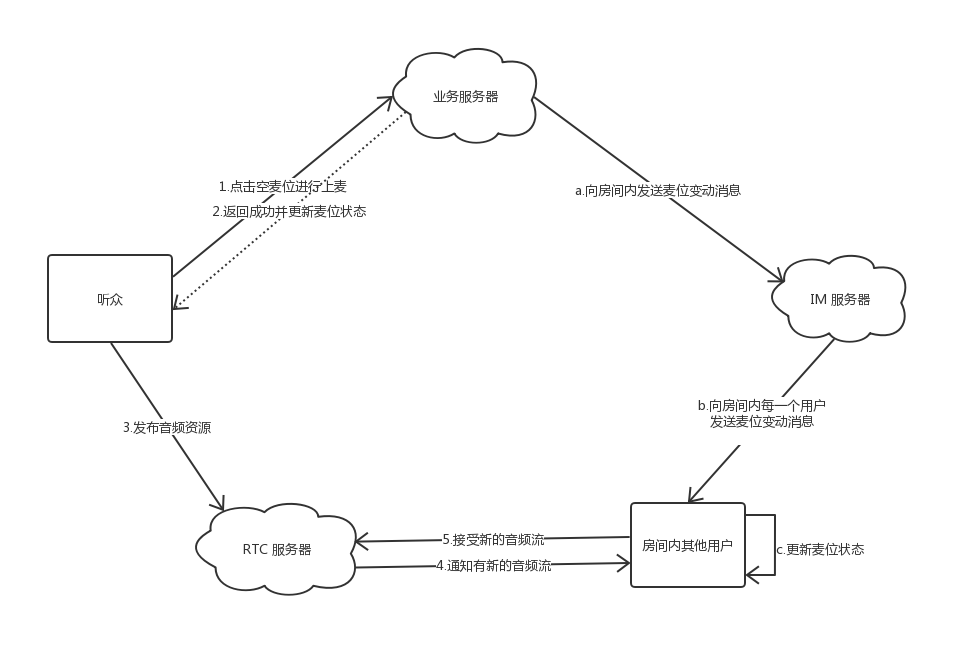 业务服务器
1.点击空麦位进行上麦
a.向房间内发送麦位变动消息
2.返回成功并更新麦位状态
听众
IM 服务器
b.向房间内每一个用户
发送麦位变动消息
3.发布音频资源
5.接受新的音频流
房间内其他用户
c.更新麦位状态
RTC 服务器
4.通知有新的音频流